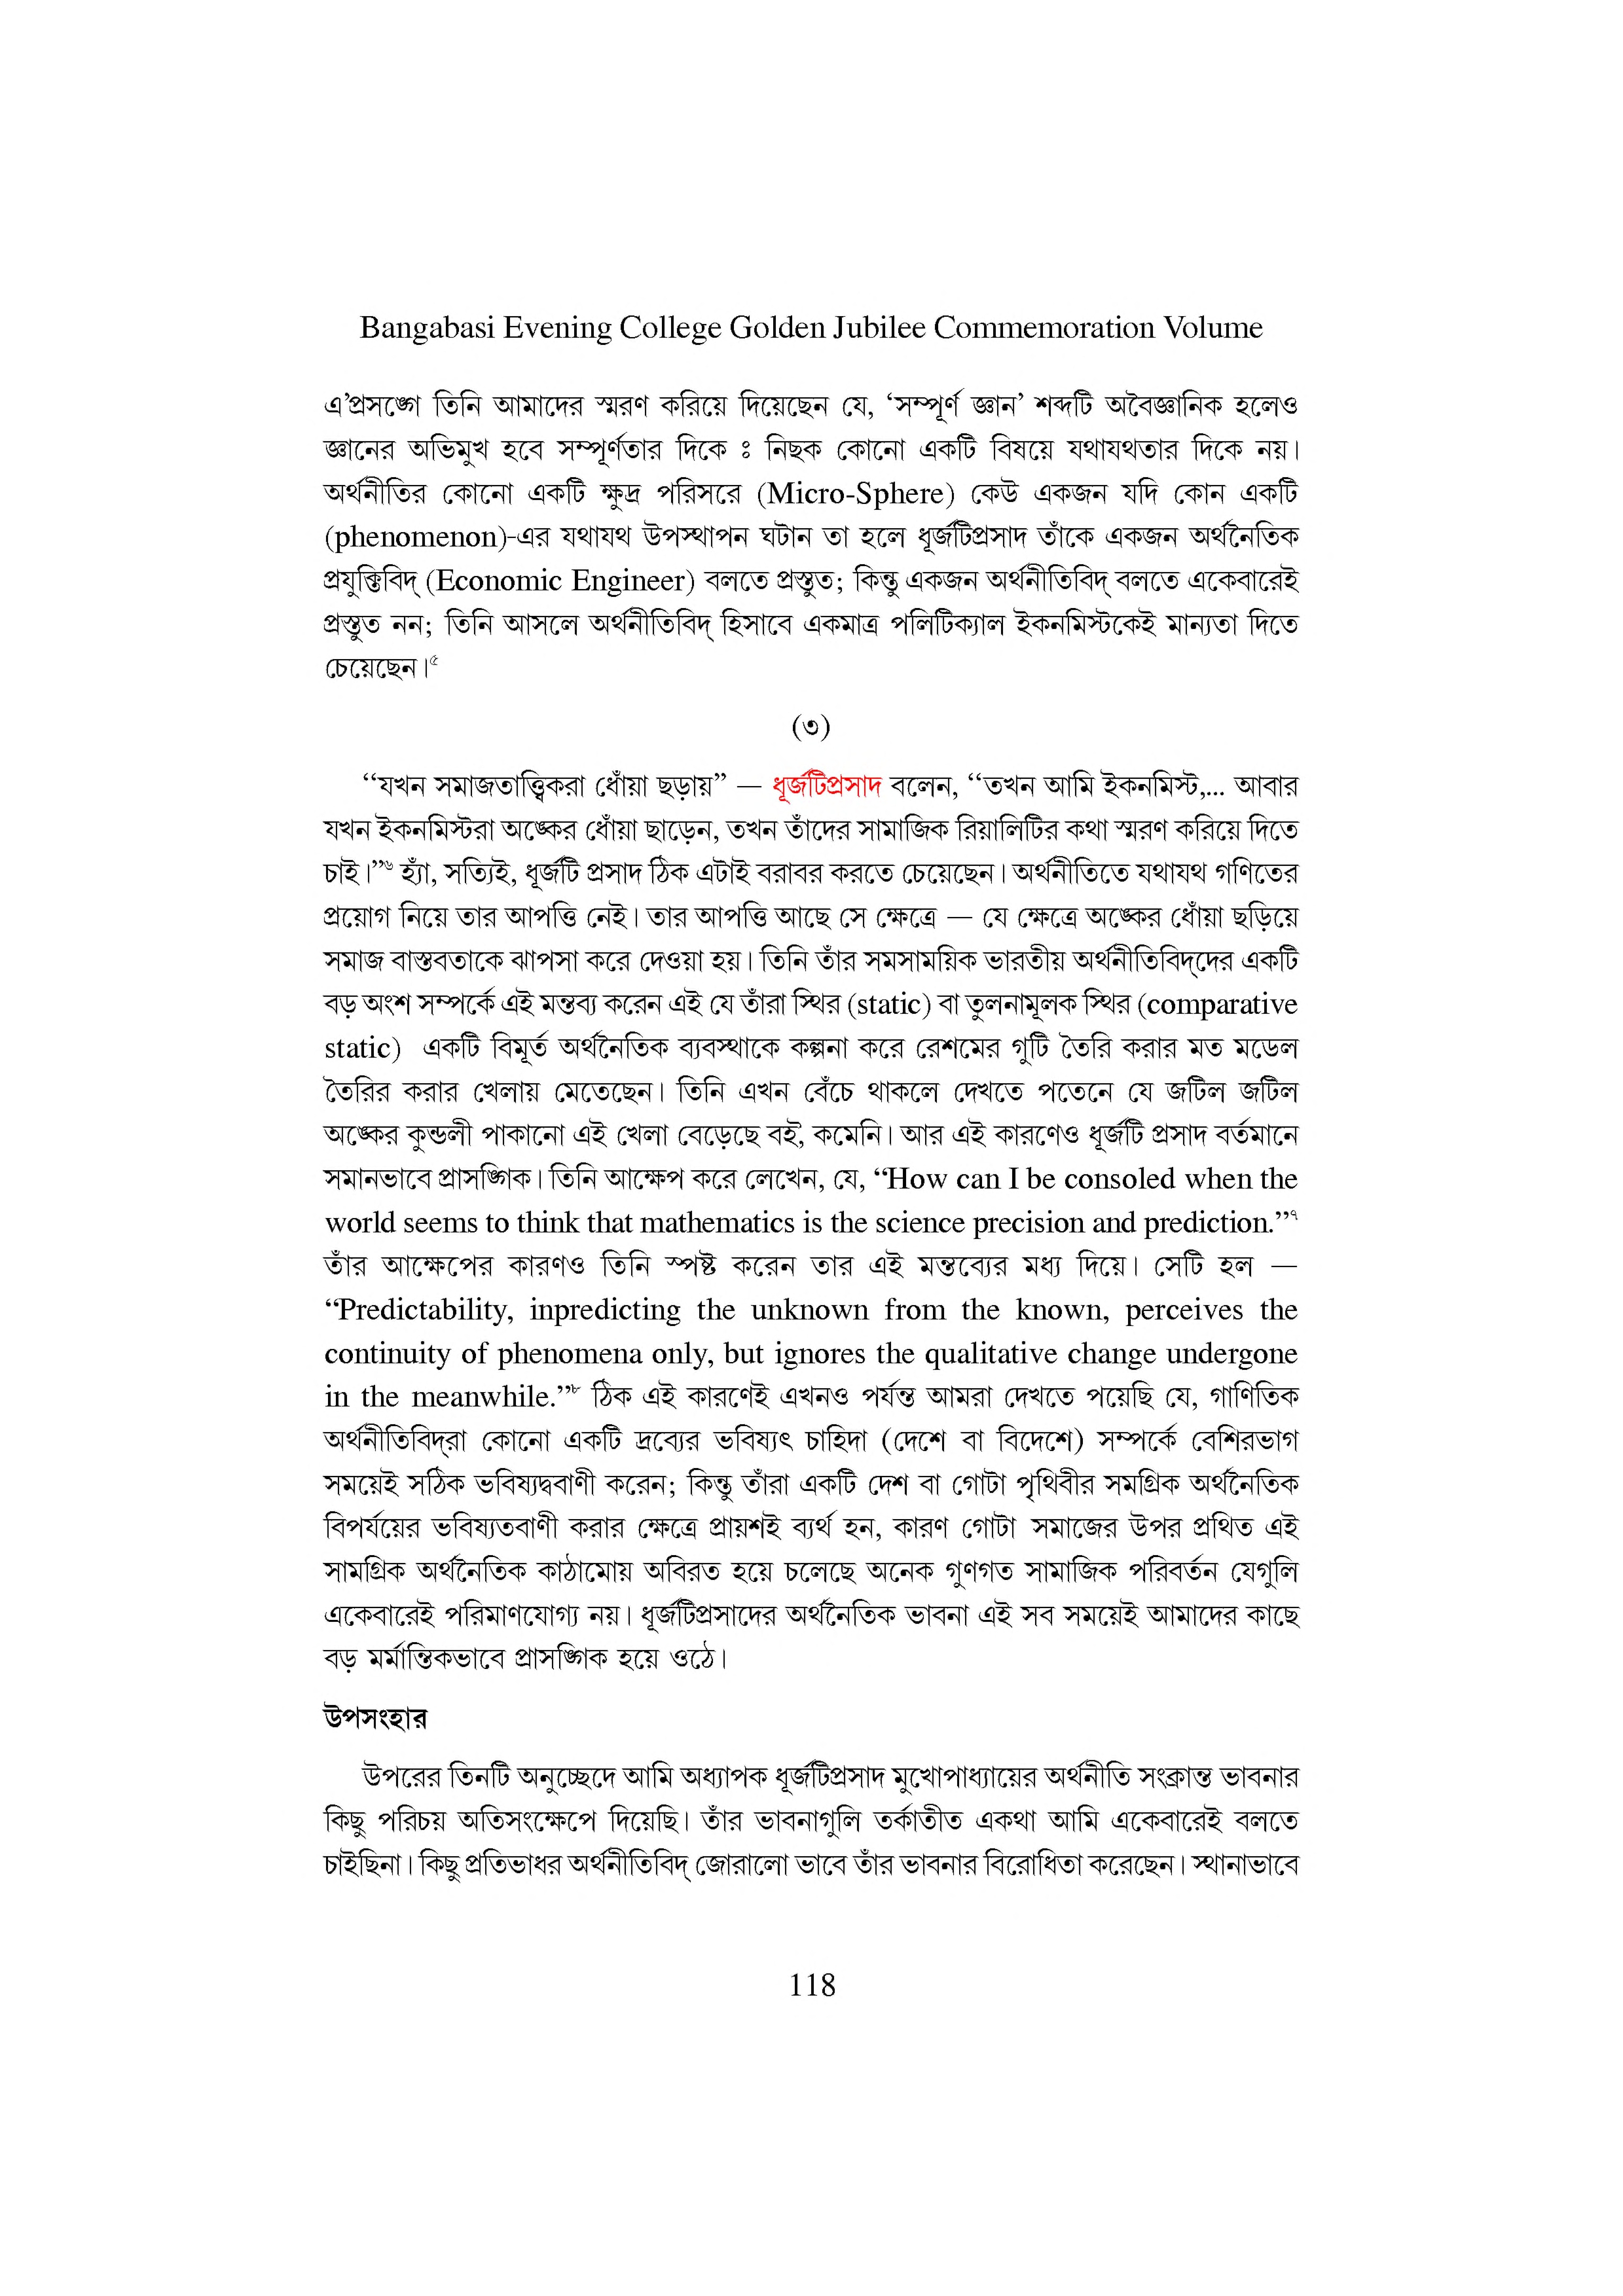 Bangabasi Evening College Golden Jubilee Commemoration Volume
এ’প্রসঙ্গে তিনি আমাদের স্মরণ করিয়ে দিয়েছেন যে, ‘সম্পূর্ণ জ্ঞান’ শব্দটি অবৈজ্ঞানিক হলেও
জ্ঞানের অভিমুখ হবে সম্পূর্ণতার দিকে ঃ নিছক কোনো একটি বিষয়ে যথাযথতার দিকে নয়।
অর্থনীতির কোনো একটি ক্ষুদ্র পরিসরে (Micro-Sphere) কেউ একজন যদি কোন একটি
(phenomenon)-এর যথাযথ উপস্থাপন ঘটান তা হলে ধূর্জটিপ্রসাদ তাঁকে একজন অর্থনৈতিক
প্রযুক্তিবিদ্ (Economic Engineer) বলতে প্রস্তুত; কিন্তু একজন অর্থনীতিবিদ্ বলতে একেবারেই
প্রস্তুত নন; তিনি আসলে অর্থনীতিবিদ্ হিসাবে একমাত্র পলিটিক্যাল ইকনমিস্টকেই মান্যতা দিতে
চেয়েছেন।৫
(৩)
“যখন সমাজতাত্ত্বিকরা ধোঁয়া ছড়ায়” — ধূর্জটিপ্রসাদ বলেন, “তখন আমি ইকনমিস্ট,... আবার
যখন ইকনমিস্টরা অঙ্কের ধোঁয়া ছাড়েন, তখন তাঁদের সামাজিক রিয়ালিটির কথা স্মরণ করিয়ে দিতে
চাই।”৬ হ্যাঁ, সত্যিই, ধূর্জটি প্রসাদ ঠিক এটাই বরাবর করতে চেয়েছেন। অর্থনীতিতে যথাযথ গণিতের
প্রয়োগ নিয়ে তার আপত্তি নেই। তার আপত্তি আছে সে ক্ষেত্রে — যে ক্ষেত্রে অঙ্কের ধোঁয়া ছড়িয়ে
সমাজ বাস্তবতাকে ঝাপসা করে দেওয়া হয়। তিনি তাঁর সমসাময়িক ভারতীয় অর্থনীতিবিদ্‌দের একটি
বড় অংশ সম্পর্কে এই মন্তব্য করেন এই যে তাঁরা স্থির (static) বা তুলনামূলক স্থির (comparative
static) একটি বিমূর্ত অর্থনৈতিক ব্যবস্থাকে কল্পনা করে রেশমের গুটি তৈরি করার মত মডেল
তৈরির করার খেলায় মেতেছেন। তিনি এখন বেঁচে থাকলে দেখতে পতেনে যে জটিল জটিল
অঙ্কের কুন্ডলী পাকানো এই খেলা বেড়েছে বই, কমেনি। আর এই কারণেও ধূর্জটি প্রসাদ বর্তমানে
সমানভাবে প্রাসঙ্গিক। তিনি আক্ষেপ করে লেখেন, যে, “How can I be consoled when the
world seems to think that mathematics is the science precision and prediction.”৭
তাঁর আক্ষেপের কারণও তিনি স্পষ্ট করেন তার এই মন্তব্যের মধ্য দিয়ে। সেটি হল —
“Predictability, inpredicting the unknown from the known, perceives the
continuity of phenomena only, but ignores the qualitative change undergone
in the meanwhile.”৮ ঠিক এই কারণেই এখনও পর্যন্ত আমরা দেখতে পয়েছি যে, গাণিতিক
অর্থনীতিবিদ্‌রা কোনো একটি দ্রব্যের ভবিষ্যৎ চাহিদা (দেশে বা বিদেশে) সম্পর্কে বেশিরভাগ
সময়েই সঠিক ভবিষ্যদ্বাণী করেন; কিন্তু তাঁরা একটি দেশ বা গোটা পৃথিবীর সমগ্রিক অর্থনৈতিক
বিপর্যয়ের ভবিষ্যতবাণী করার ক্ষেত্রে প্রায়শই ব্যর্থ হন, কারণ গোটা সমাজের উপর প্রথিত এই
সামগ্রিক অর্থনৈতিক কাঠামোয় অবিরত হয়ে চলেছে অনেক গুণগত সামাজিক পরিবর্তন যেগুলি
একেবারেই পরিমাণযোগ্য নয়। ধূর্জটিপ্রসাদের অর্থনৈতিক ভাবনা এই সব সময়েই আমাদের কাছে
বড় মর্মান্তিকভাবে প্রাসঙ্গিক হয়ে ওঠে।
উপসংহার
উপরের তিনটি অনুচ্ছেদে আমি অধ্যাপক ধূর্জটিপ্রসাদ মুখোপাধ্যায়ের অর্থনীতি সংক্রান্ত ভাবনার
কিছু পরিচয় অতিসংক্ষেপে দিয়েছি। তাঁর ভাবনাগুলি তর্কাতীত একথা আমি একেবারেই বলতে
চাইছিনা। কিছু প্রতিভাধর অর্থনীতিবিদ্ জোরালো ভাবে তাঁর ভাবনার বিরোধিতা করেছেন। স্থানাভাবে
118